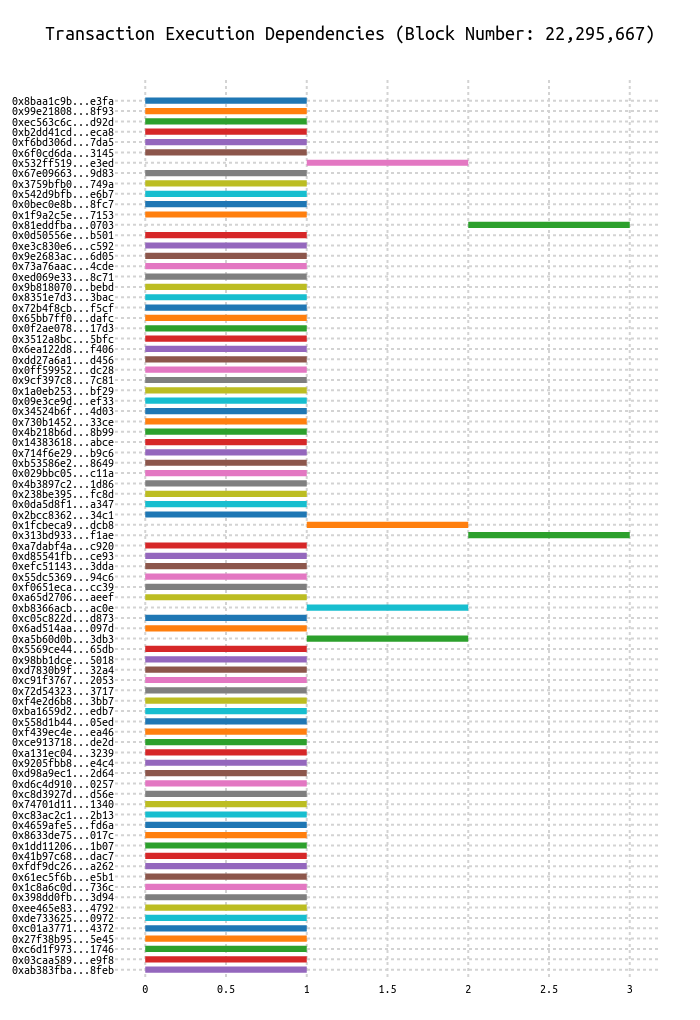 Transaction Execution Dependencies (Block Number: 22,295,667)
0x8baa1c9b...e3fa
0x99e21808...8f93
0xec563c6c...d92d
0xb2dd41cd...eca8
0xf6bd306d...7da5
0x6f0cd6da...3145
0x532ff519...e3ed
0x67e09663...9d83
0x3759bfb0...749a
0x542d9bfb...e6b7
0x0bec0e8b...8fc7
0x1f9a2c5e...7153
0x81eddfba...0703
0x0d50556e...b501
0xe3c830e6...c592
0x9e2683ac...6d05
0x73a76aac...4cde
0xed069e33...8c71
0x9b818070...bebd
0x8351e7d3...3bac
0x72b4f8cb...f5cf
0x65bb7ff0...dafc
0x0f2ae078...17d3
0x3512a8bc...5bfc
0x6ea122d8...f406
0xdd27a6a1...d456
0x0ff59952...dc28
0x9cf397c8...7c81
0x1a0eb253...bf29
0x09e3ce9d...ef33
0x34524b6f...4d03
0x730b1452...33ce
0x4b218b6d...8b99
0x14383618...abce
0x714f6e29...b9c6
0xb53586e2...8649
0x029bbc05...c11a
0x4b3897c2...1d86
0x238be395...fc8d
0x0da5d8f1...a347
0x2bcc8362...34c1
0x1fcbeca9...dcb8
0x313bd933...f1ae
0xa7dabf4a...c920
0xd85541fb...ce93
0xefc51143...3dda
0x55dc5369...94c6
0xf0651eca...cc39
0xa65d2706...aeef
0xb8366acb...ac0e
0xc05c822d...d873
0x6ad514aa...097d
0xa5b60d0b...3db3
0x5569ce44...65db
0x98bb1dce...5018
0xd7830b9f...32a4
0xc91f3767...2053
0x72d54323...3717
0xf4e2d6b8...3bb7
0xba1659d2...edb7
0x558d1b44...05ed
0xf439ec4e...ea46
0xce913718...de2d
0xa131ec04...3239
0x9205fbb8...e4c4
0xd98a9ec1...2d64
0xd6c4d910...0257
0xc8d3927d...d56e
0x74701d11...1340
0xc83ac2c1...2b13
0x4659afe5...fd6a
0x8633de75...017c
0x1dd11206...1b07
0x41b97c68...dac7
0xfdf9dc26...a262
0x61ec5f6b...e5b1
0x1c8a6c0d...736c
0x398dd0fb...3d94
0xee465e83...4792
0xde733625...0972
0xc01a3771...4372
0x27f38b95...5e45
0xc6d1f973...1746
0x03caa589...e9f8
0xab383fba...8feb
0 0.5 1 1.5 2 2.5 3